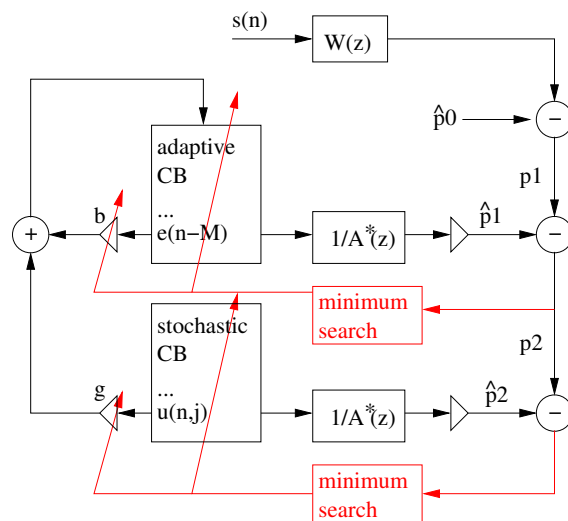 s(n)
W(z)
p̂0
p1
adaptive
CB
...
e(n-M)
b
+
1/A*(z)
p̂1
minimum
search
p2
stochastic
CB
...
u(n,j)
g
1/A*(z)
p̂2
minimum
search
−
−
−